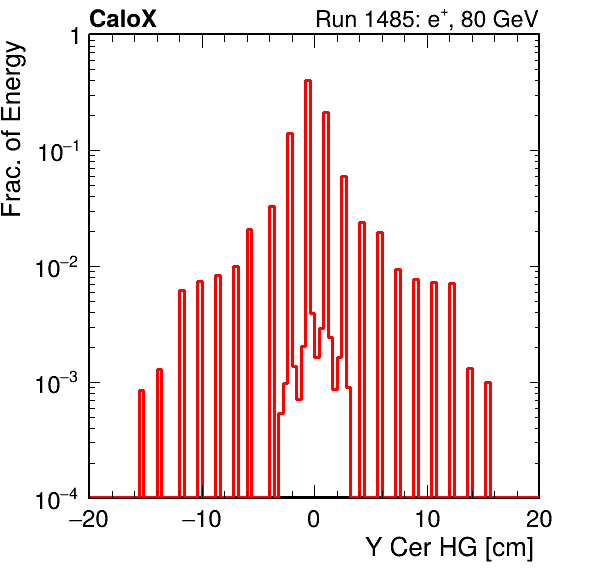 CaloX Run 1485: e⁺, 80 GeV
Frac. of Energy
1
10⁻¹
10⁻²
10⁻³
10⁻⁴
−20 −10 0 10 20
Y Cer HG [cm]